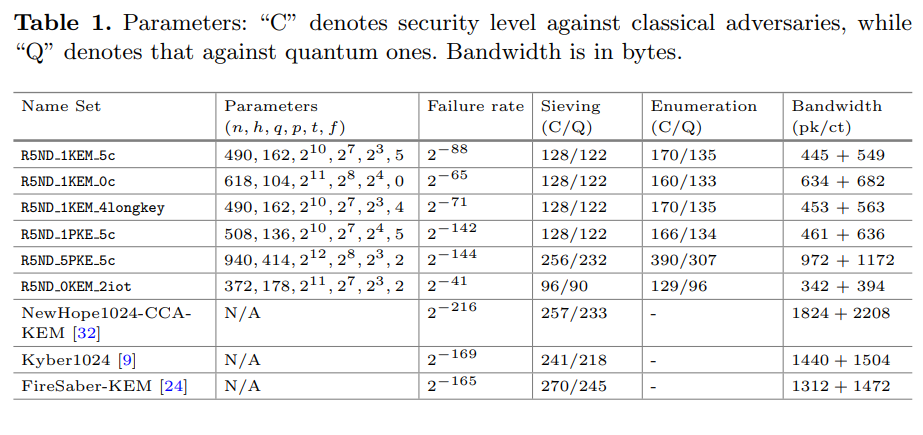 Table 1. Parameters: “C” denotes security level against classical adversaries, while
“Q” denotes that against quantum ones. Bandwidth is in bytes.
Name Set | Parameters (n, h, q, p, t, f) | Failure rate | Sieving (C/Q) | Enumeration (C/Q) | Bandwidth (pk/ct)
R5ND_1KEM_5c | 490, 162, 2^10, 2^7, 2^3, 5 | 2^−88 | 128/122 | 170/135 | 445 + 549
R5ND_1KEM_0c | 618, 104, 2^11, 2^8, 2^4, 0 | 2^−65 | 128/122 | 160/133 | 634 + 682
R5ND_1KEM_4longkey | 490, 162, 2^10, 2^7, 2^3, 4 | 2^−71 | 128/122 | 170/135 | 453 + 563
R5ND_1PKE_5c | 508, 136, 2^10, 2^7, 2^4, 5 | 2^−142 | 128/122 | 166/134 | 461 + 636
R5ND_5PKE_5c | 940, 414, 2^12, 2^8, 2^3, 2 | 2^−144 | 256/232 | 390/307 | 972 + 1172
R5ND_0KEM_2iot | 372, 178, 2^11, 2^7, 2^3, 2 | 2^−41 | 96/90 | 129/96 | 342 + 394
NewHope1024-CCA-KEM [32] | N/A | 2^−216 | 257/233 | - | 1824 + 2208
Kyber1024 [9] | N/A | 2^−169 | 241/218 | - | 1440 + 1504
FireSaber-KEM [24] | N/A | 2^−165 | 270/245 | - | 1312 + 1472